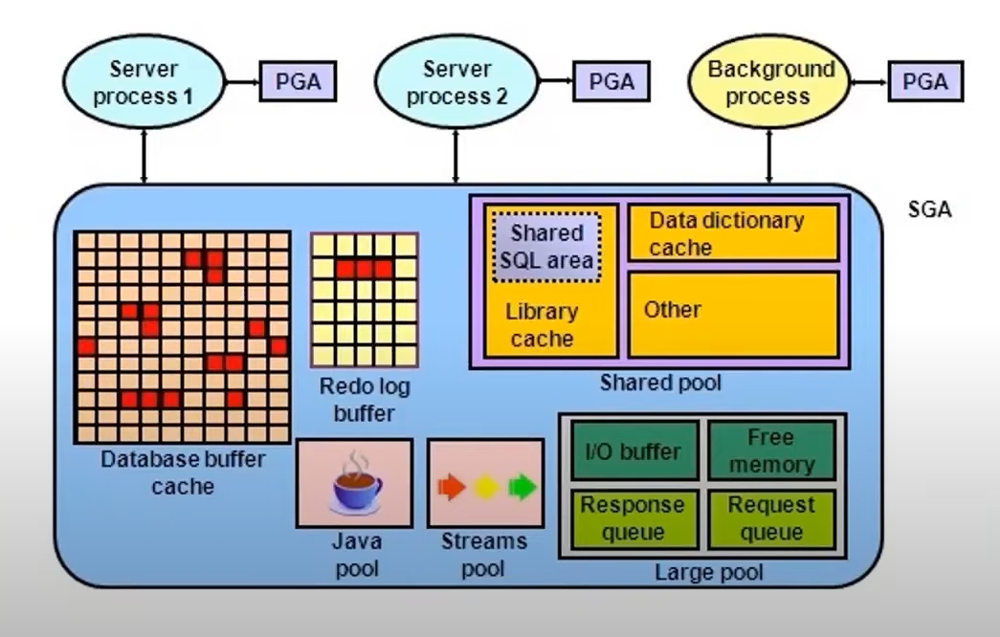 Server
process 1
PGA
Server
process 2
PGA
Background
process
PGA
SGA
Shared
SQL area
Library
cache
Data dictionary
cache
Other
Shared pool
Redo log
buffer
Database buffer
cache
Java
pool
Streams
pool
I/O buffer
Free
memory
Response
queue
Request
queue
Large pool